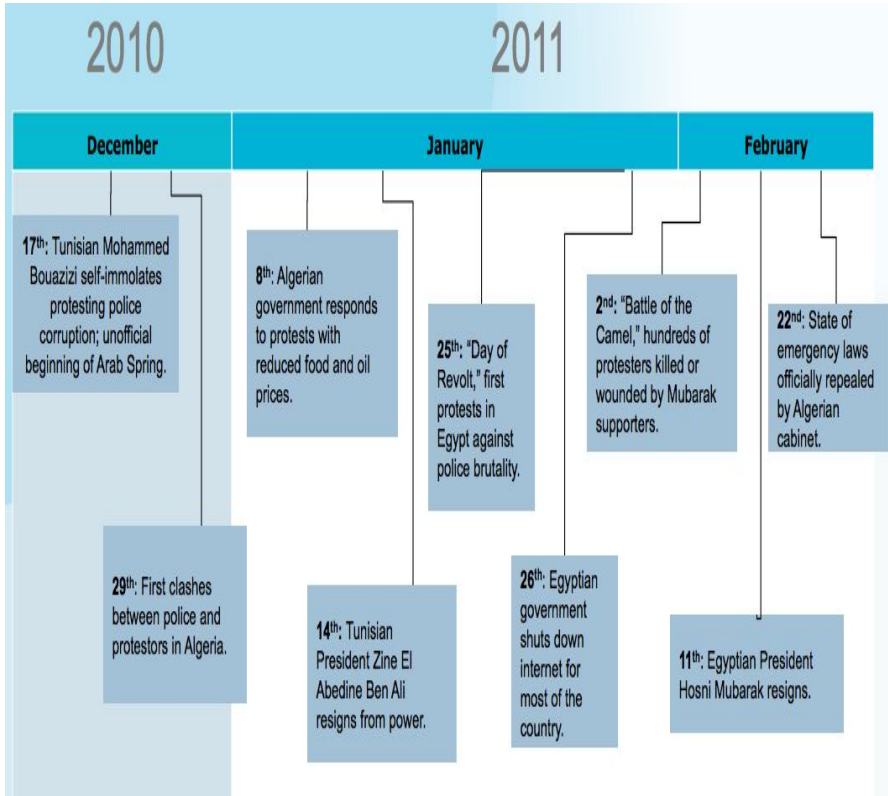 2010
2011
December
January
February
17th: Tunisian Mohammed
Bouazizi self-immolates
protesting police
corruption; unofficial
beginning of Arab Spring.
29th: First clashes
between police and
protestors in Algeria.
8th: Algerian
government responds
to protests with
reduced food and oil
prices.
14th: Tunisian
President Zine El
Abedine Ben Ali
resigns from power.
25th: “Day of
Revolt,” first
protests in
Egypt against
police brutality.
26th: Egyptian
government
shuts down
internet for
most of the
country.
2nd: “Battle of the
Camel,” hundreds of
protesters killed or
wounded by Mubarak
supporters.
11th: Egyptian President
Hosni Mubarak resigns.
22nd: State of
emergency laws
officially repealed
by Algerian
cabinet.